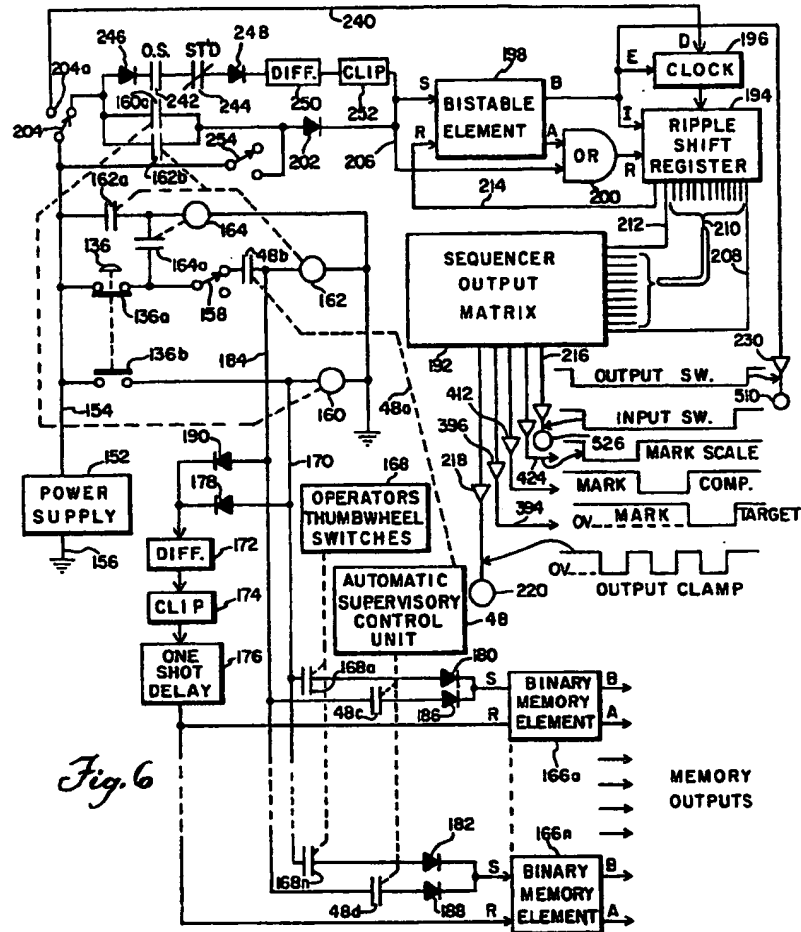 240
246
O.S.
STD
248
D
196
204a
198
E
CLOCK
DIFF.
CLIP
S
BISTABLE
ELEMENT
B
I
194
160a
242
244
250
252
RIPPLE
SHIFT
REGISTER
204
254
R
A
OR
R
202
206
200
162b
214
162a
164
212
210
208
136
164a
48b
SEQUENCER
OUTPUT
MATRIX
158
162
136a
192
216
230
136b
184
48a
412
OUTPUT SW.
510
160
396
INPUT SW.
154
218
526
190
170
168
424
MARK SCALE
152
178
OPERATORS
THUMBWHEEL
SWITCHES
MARK
COMP.
POWER
SUPPLY
394
OV
MARK
TARGET
156
DIFF.
172
AUTOMATIC
SUPERVISORY
CONTROL
UNIT
OV
OUTPUT CLAMP
220
CLIP
174
48
ONE
SHOT
DELAY
176
168a
180
S
BINARY
MEMORY
ELEMENT
B
A
48c
186
R
166a
Fig. 6
MEMORY
OUTPUTS
182
166n
168n
S
BINARY
MEMORY
ELEMENT
B
A
48d
188
R